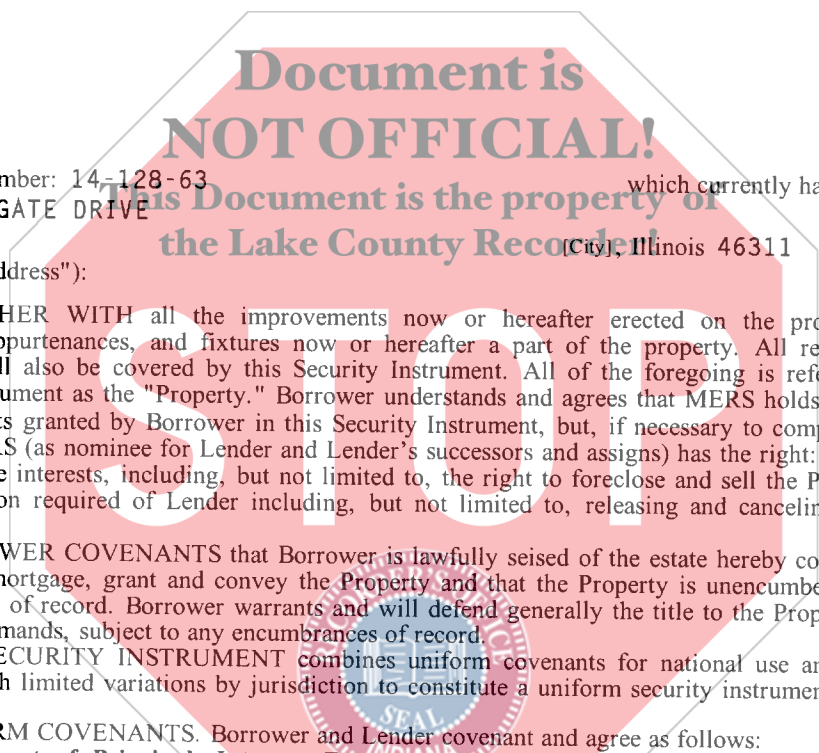 Document is
NOT OFFICIAL!
mber: 14-128-63 which currently ha
This Document is the property of
GATE DRIVE
the Lake County Recorder!
[City], Illinois 46311
ddress"):
HER WITH all the improvements now or hereafter erected on the pro
ppurtenances, and fixtures now or hereafter a part of the property. All re
ll also be covered by this Security Instrument. All of the foregoing is refe
ument as the "Property." Borrower understands and agrees that MERS holds
ts granted by Borrower in this Security Instrument, but, if necessary to comp
RS (as nominee for Lender and Lender's successors and assigns) has the right:
e interests, including, but not limited to, the right to foreclose and sell the P
on required of Lender including, but not limited to, releasing and cancelin
STOP
WER COVENANTS that Borrower is lawfully seised of the estate hereby co
nortgage, grant and convey the Property and that the Property is unencumbe
of record. Borrower warrants and will defend generally the title to the Prop
mands, subject to any encumbrances of record.
ECURITY INSTRUMENT combines uniform covenants for national use an
h limited variations by jurisdiction to constitute a uniform security instrumen
RECORDER'S OFFICE
SEAL
INDIANA
RM COVENANTS. Borrower and Lender covenant and agree as follows: